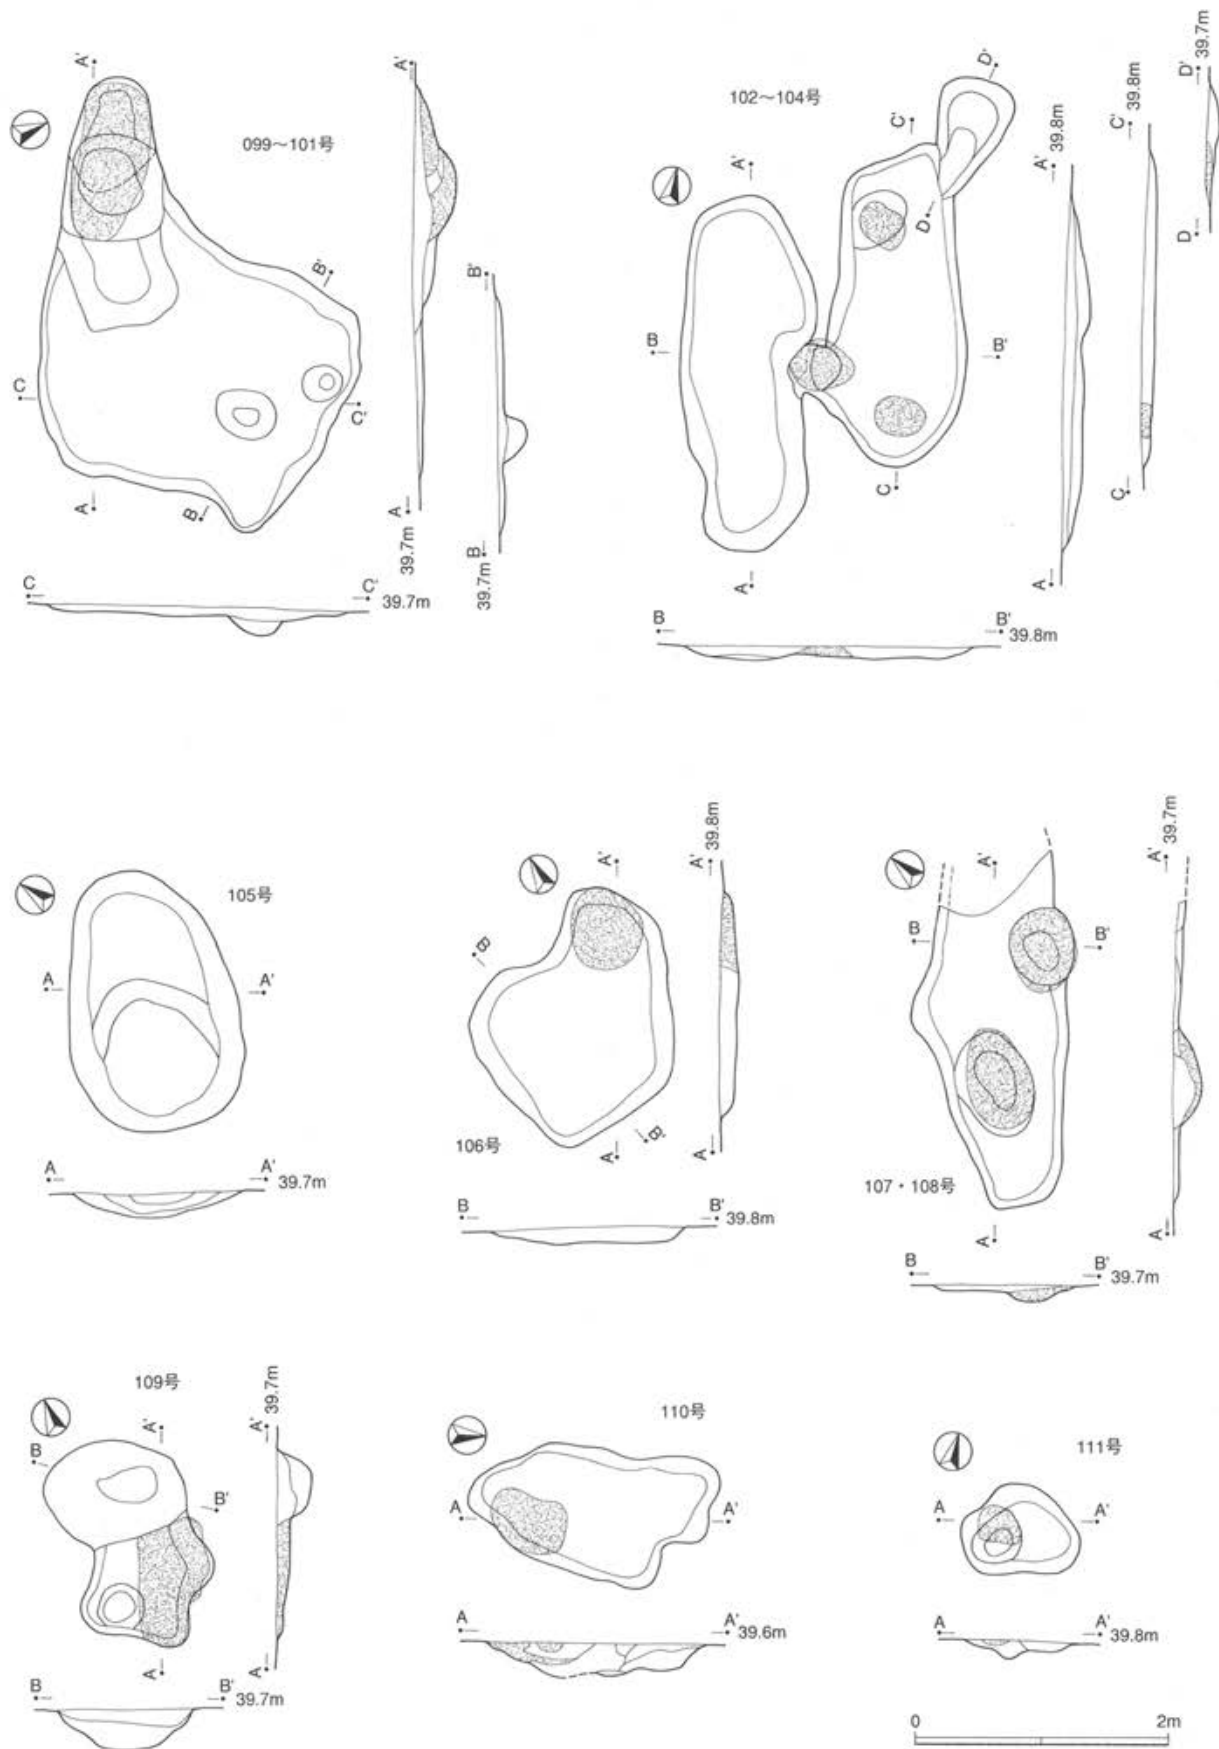 099〜101号
A'
A
B'
B
C
C'
A'
A
39.7m
B'
B
39.7m
C
C'
39.7m
102〜104号
A'
A
B
B'
C'
C
D'
D
A'
39.8m
A
C'
39.8m
C
D'
39.7m
D
B
B'
39.8m
105号
A
A'
A
A'
39.7m
106号
A'
A
B
B'
A'
39.8m
A
B
B'
39.8m
107・108号
A'
A
B
B'
A'
39.7m
A
B
B'
39.7m
109号
A'
A
B
B'
A'
39.7m
A
B
B'
39.7m
110号
A
A'
A
A'
39.6m
111号
A
A'
A
A'
39.8m
0
2m